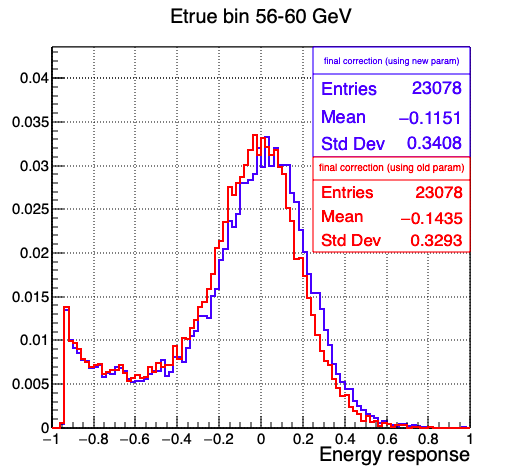 Etrue bin 56-60 GeV
final correction (using new param)
Entries 23078
Mean −0.1151
Std Dev 0.3408
final correction (using old param)
Entries 23078
Mean −0.1435
Std Dev 0.3293
0.04
0.035
0.03
0.025
0.02
0.015
0.01
0.005
0
−1 −0.8 −0.6 −0.4 −0.2 0 0.2 0.4 0.6 0.8 1
Energy response